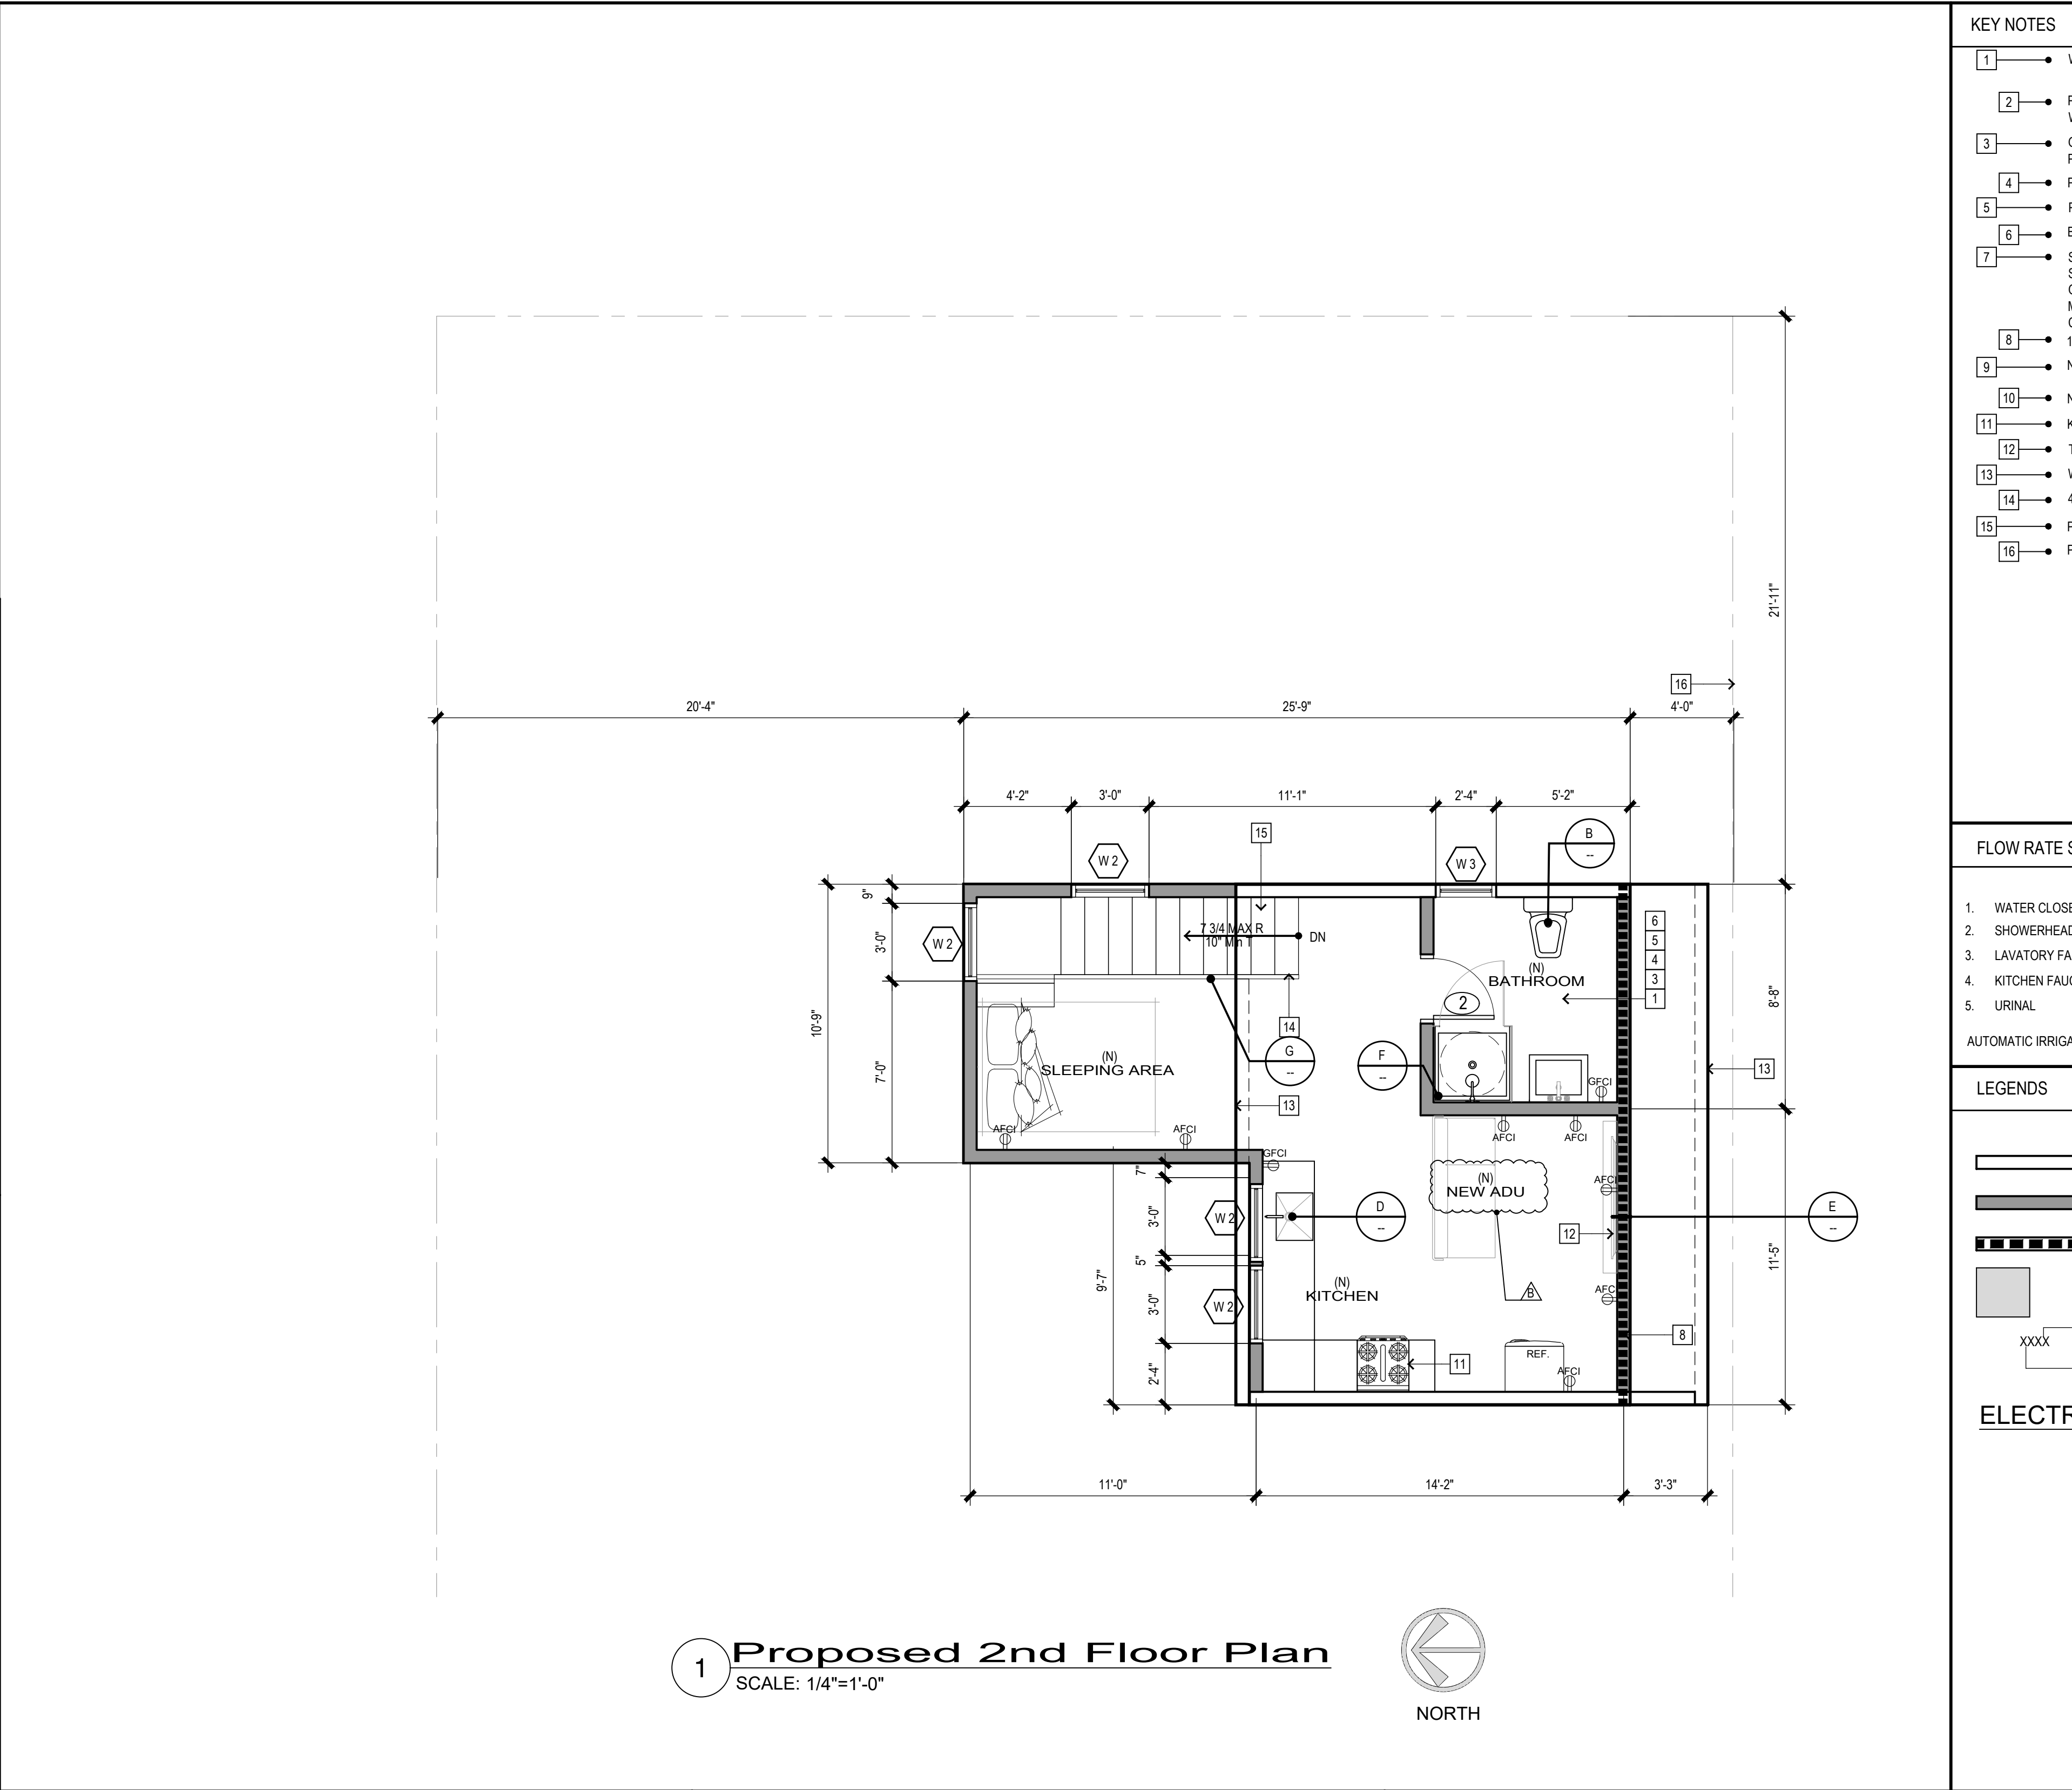 KEY NOTES
1
2
3
4
5
6
7
8
1
9
10
11
12
13
14
4
15
16
21'-11"
16
20'-4"
25'-9"
4'-0"
4'-2"
3'-0"
11'-1"
2'-4"
5'-2"
15
B
--
W 2
W 3
FLOW RATE
9"
1. WATER
2.
3. LAVATORY
4. KITCHEN
5. URINAL
AUTOMATIC
6
5
4
3
1
W 2
3'-0"
7 3/4 MAX R
10" Min T
DN
(N)
BATHROOM
2
8'-8"
10'-9"
14
G
--
F
--
(N)
SLEEPING AREA
7'-0"
13
13
GFCI
LEGENDS
AFCI
AFCI
AFCI
AFCI
GFCI
7"
(N)
NEW ADU
AFCI
W 2
3'-0"
D
--
E
--
12
5"
11'-5"
9'-7"
(N)
KITCHEN
B
AFCI
W 2
3'-0"
8
XXXX
REF.
11
2'-4"
AFCI
11'-0"
14'-2"
3'-3"
1
Proposed 2nd Floor Plan
SCALE: 1/4"=1'-0"
NORTH